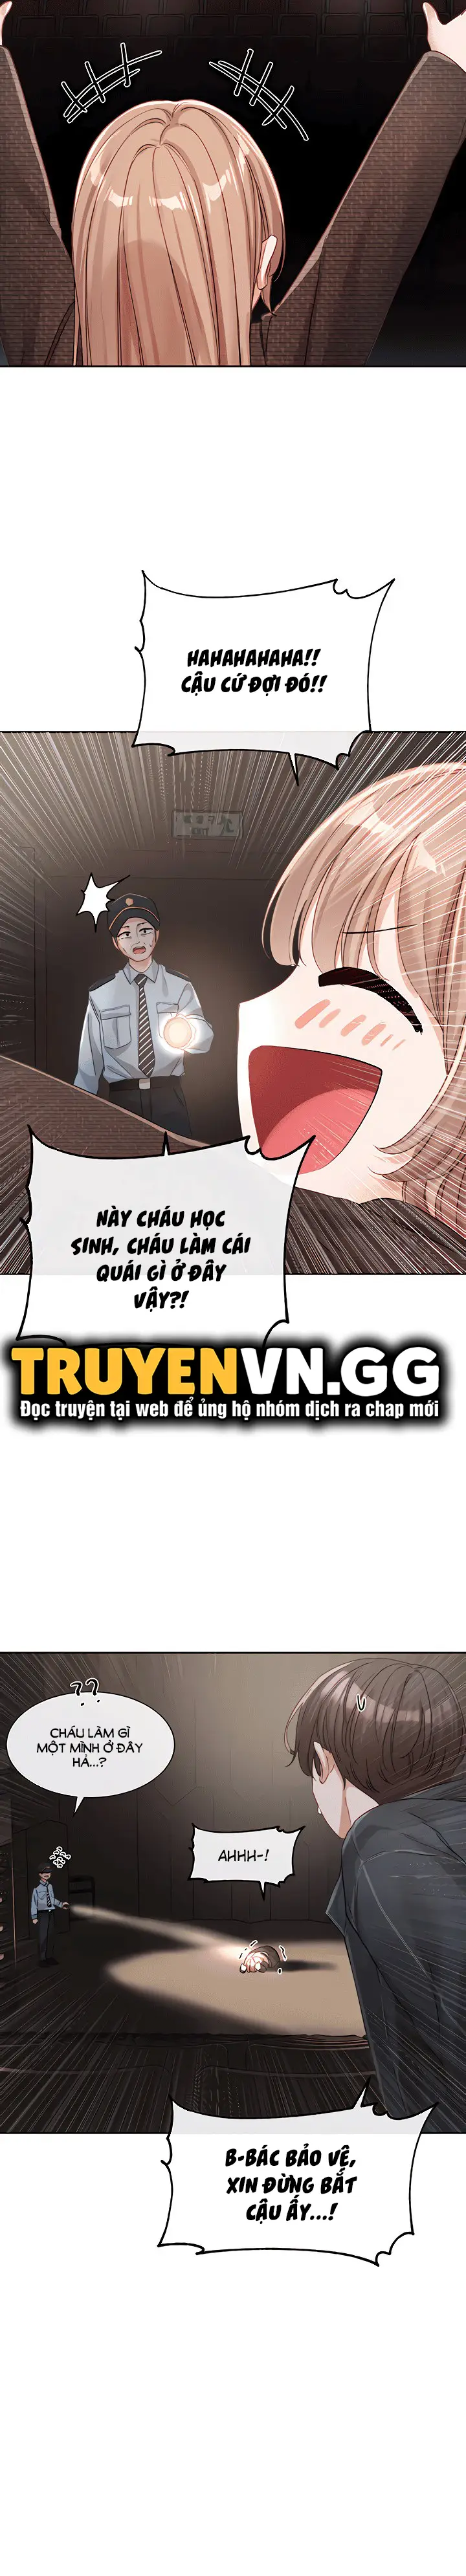 HAHAHAHAHA!!
CẬU CỨ ĐỢI ĐÓ!!
NÀY CHÁU HỌC
SINH, CHÁU LÀM CÁI
QUÁI GÌ Ở ĐÂY
VẬY?!
TRUYENVN.GG
Đọc truyện tại web để ủng hộ nhóm dịch ra chap mới
??
CHÁU LÀM GÌ
MỘT MÌNH Ở ĐÂY
HẢ...?
AHHH-!
B-BÁC BẢO VỆ,
XIN ĐỪNG BẮT
CẬU ẤY...!